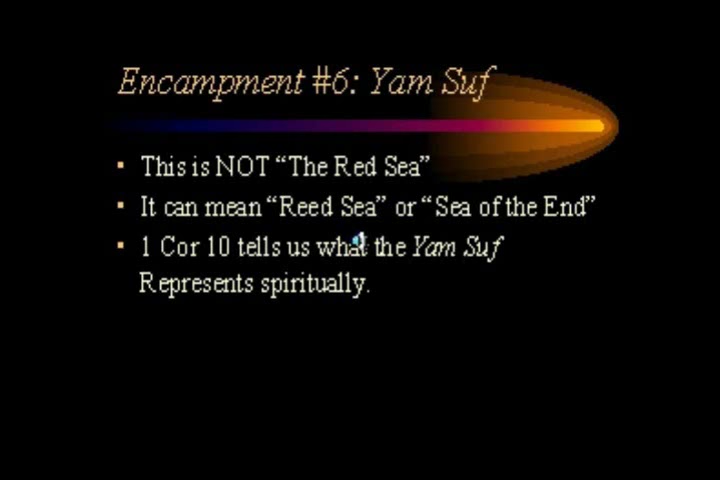 Encampment #6: Yam Suf
This is NOT “The Red Sea”
It can mean “Reed Sea” or “Sea of the End”
1 Cor 10 tells us what the Yam Suf
Represents spiritually.